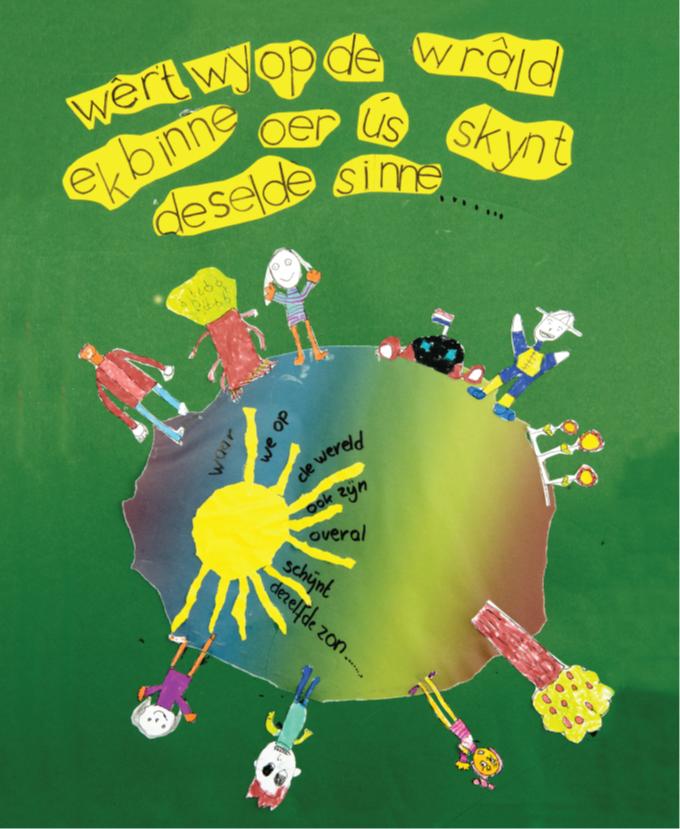 wêr't wy op de wrâld
ek binne oer ús skynt
deselde sinne......
waar
we op
de wereld
ook zijn
overal
schijnt
dezelfde zon......